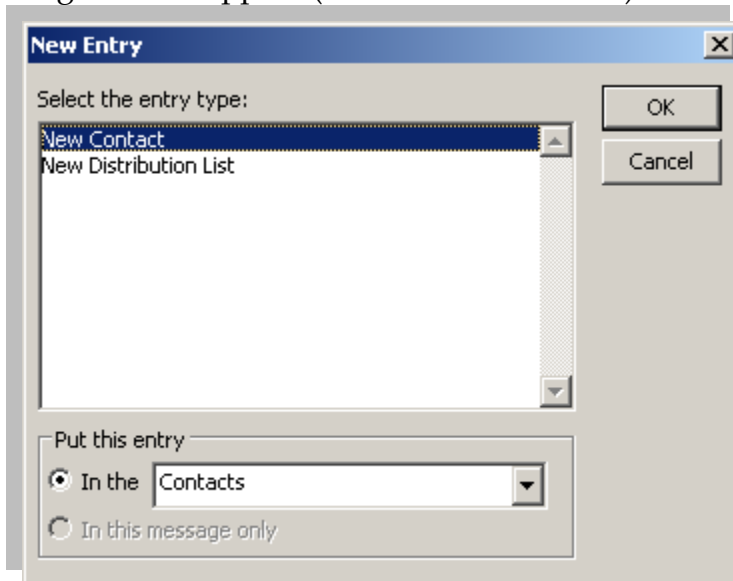 New Entry
Select the entry type:
OK
New Contact
New Distribution List
Cancel
Put this entry
In the Contacts
In this message only